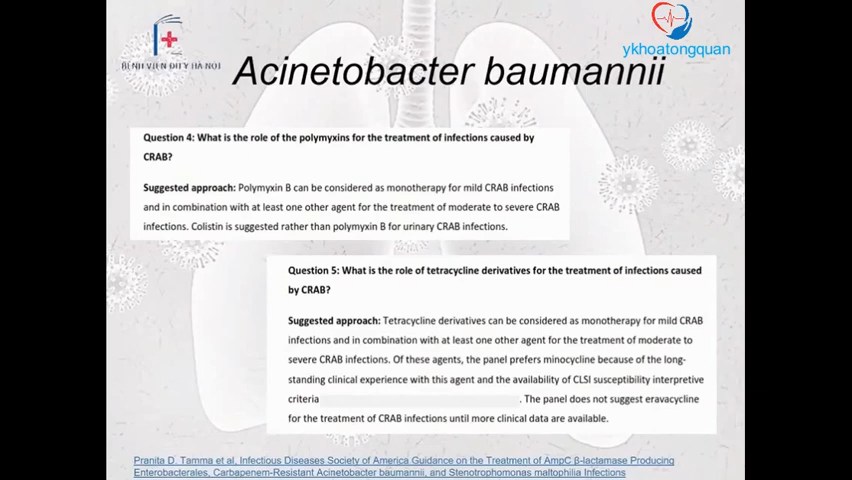 BỆNH VIỆN ĐHY HÀ NỘI
ykhoatongquan
Acinetobacter baumannii
Question 4: What is the role of the polymyxins for the treatment of infections caused by
CRAB?
Suggested approach: Polymyxin B can be considered as monotherapy for mild CRAB infections
and in combination with at least one other agent for the treatment of moderate to severe CRAB
infections. Colistin is suggested rather than polymyxin B for urinary CRAB infections.
Question 5: What is the role of tetracycline derivatives for the treatment of infections caused
by CRAB?
Suggested approach: Tetracycline derivatives can be considered as monotherapy for mild CRAB
infections and in combination with at least one other agent for the treatment of moderate to
severe CRAB infections. Of these agents, the panel prefers minocycline because of the long-
standing clinical experience with this agent and the availability of CLSI susceptibility interpretive
criteria . The panel does not suggest eravacycline
for the treatment of CRAB infections until more clinical data are available.
Pranita D. Tamma et al, Infectious Diseases Society of America Guidance on the Treatment of AmpC β-lactamase Producing
Enterobacterales, Carbapenem-Resistant Acinetobacter baumannii, and Stenotrophomonas maltophilia Infections